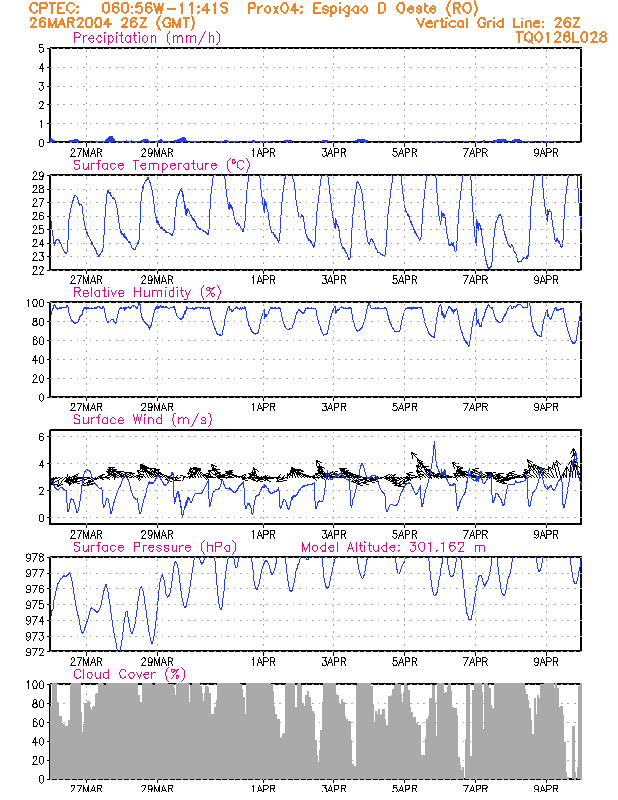 CPTEC: 060:56W-11:41S Prox04: Espigao D Oeste (RO)
26MAR2004 26Z (GMT) Vertical Grid Line: 26Z
Precipitation (mm/h) TQ0126L028
5
4
3
2
1
0
27MAR 29MAR 1APR 3APR 5APR 7APR 9APR
Surface Temperature (ºC)
29
28
27
26
25
24
23
22
27MAR 29MAR 1APR 3APR 5APR 7APR 9APR
Relative Humidity (%)
100
80
60
40
20
0
27MAR 29MAR 1APR 3APR 5APR 7APR 9APR
Surface Wind (m/s)
6
4
2
0
27MAR 29MAR 1APR 3APR 5APR 7APR 9APR
Surface Pressure (hPa) Model Altitude: 301.162 m
978
977
976
975
974
973
972
27MAR 29MAR 1APR 3APR 5APR 7APR 9APR
Cloud Cover (%)
100
80
60
40
20
0
27MAR 29MAR 1APR 3APR 5APR 7APR 9APR